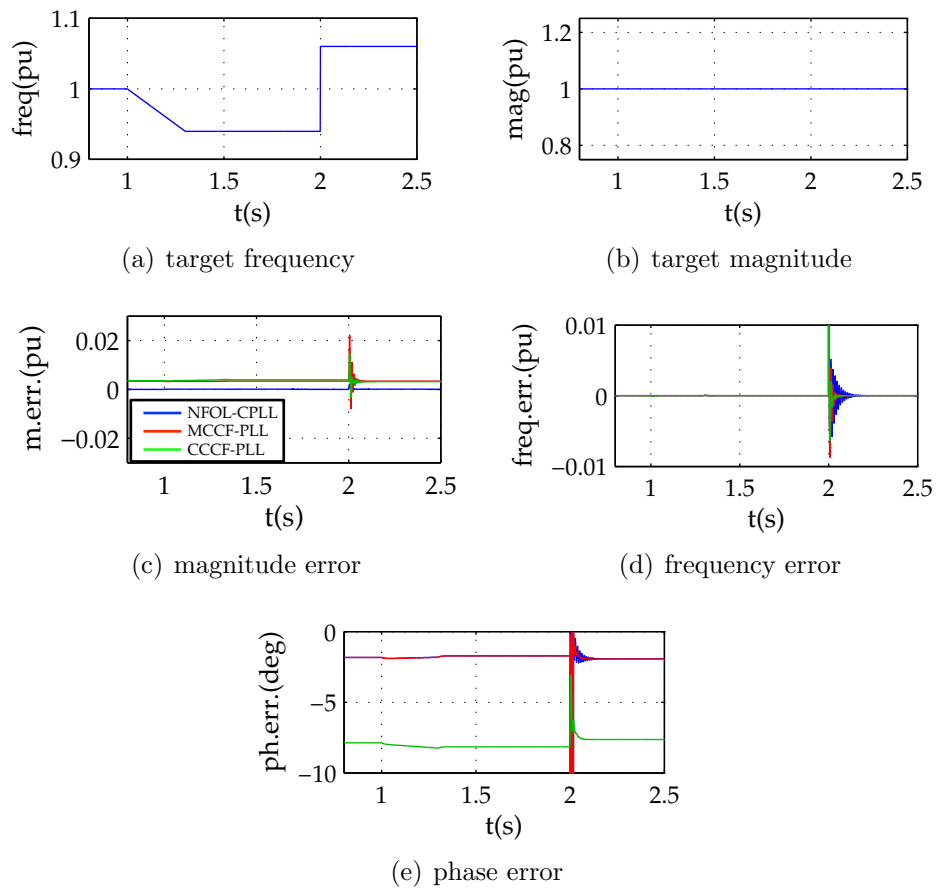 1.1
1
0.9
freq(pu)
1
1.5
2
2.5
t(s)
(a) target frequency
1.2
1
0.8
mag(pu)
1
1.5
2
2.5
t(s)
(b) target magnitude
0.02
0
−0.02
m.err.(pu)
NFOL-CPLL
MCCF-PLL
CCCF-PLL
1
1.5
2
2.5
t(s)
(c) magnitude error
0.01
0
−0.01
freq.err.(pu)
1
1.5
2
2.5
t(s)
(d) frequency error
0
−5
−10
ph.err.(deg)
1
1.5
2
2.5
t(s)
(e) phase error